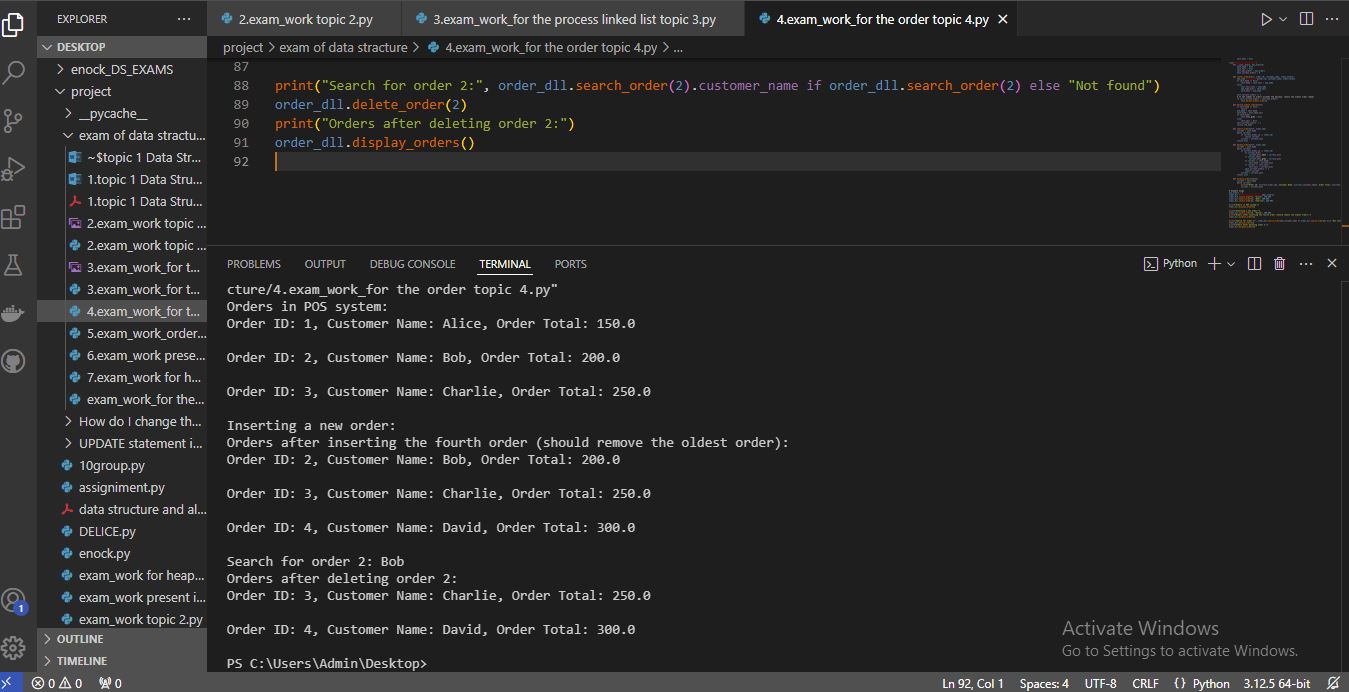 EXPLORER
2.exam_work topic 2.py
3.exam_work_for the process linked list topic 3.py
4.exam_work_for the order topic 4.py
DESKTOP
project > exam of data stracture > 4.exam_work_for the order topic 4.py > ...
enock_DS_EXAMS
project
__pycache__
exam of data stractu...
~$topic 1 Data Str...
1.topic 1 Data Stru...
1.topic 1 Data Stru...
2.exam_work topic ...
2.exam_work topic ...
3.exam_work_for t...
3.exam_work_for t...
4.exam_work_for t...
5.exam_work_order...
6.exam_work prese...
7.exam_work for h...
exam_work_for the...
How do I change th...
UPDATE statement i...
10group.py
assigniment.py
data structure and al...
DELICE.py
enock.py
exam_work for heap...
exam_work present i...
exam_work topic 2.py
OUTLINE
TIMELINE
87
88 print("Search for order 2:", order_dll.search_order(2).customer_name if order_dll.search_order(2) else "Not found")
89 order_dll.delete_order(2)
90 print("Orders after deleting order 2:")
91 order_dll.display_orders()
92
PROBLEMS OUTPUT DEBUG CONSOLE TERMINAL PORTS
Python
cture/4.exam_work_for the order topic 4.py"
Orders in POS system:
Order ID: 1, Customer Name: Alice, Order Total: 150.0
Order ID: 2, Customer Name: Bob, Order Total: 200.0
Order ID: 3, Customer Name: Charlie, Order Total: 250.0
Inserting a new order:
Orders after inserting the fourth order (should remove the oldest order):
Order ID: 2, Customer Name: Bob, Order Total: 200.0
Order ID: 3, Customer Name: Charlie, Order Total: 250.0
Order ID: 4, Customer Name: David, Order Total: 300.0
Search for order 2: Bob
Orders after deleting order 2:
Order ID: 3, Customer Name: Charlie, Order Total: 250.0
Order ID: 4, Customer Name: David, Order Total: 300.0
PS C:\Users\Admin\Desktop>
Activate Windows
Go to Settings to activate Windows.
1
0 0 0
Ln 92, Col 1 Spaces: 4 UTF-8 CRLF {} Python 3.12.5 64-bit